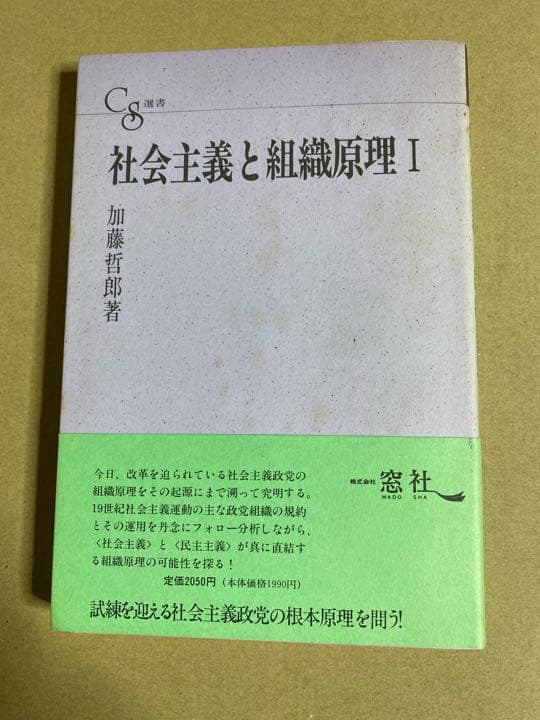 CS選書
社会主義と組織原理 I
加藤哲郎著
今日、改革を迫られている社会主義政党の
組織原理をその起源にまで溯って究明する。
19世紀社会主義運動の主な政党組織の規約
とその運用を丹念にフォロー分析しながら、
〈社会主義〉と〈民主主義〉が真に直結す
る組織原理の可能性を探る！
定価2050円（本体価格1990円）
株式会社 窓社
MADO SHA
試練を迎える社会主義政党の根本原理を問う！